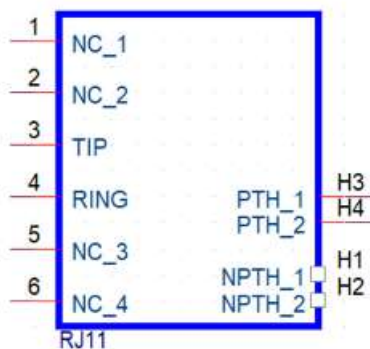 1 NC_1
2 NC_2
3 TIP
4 RING PTH_1 H3
PTH_2 H4
5 NC_3
NPTH_1 H1
6 NC_4 NPTH_2 H2
RJ11